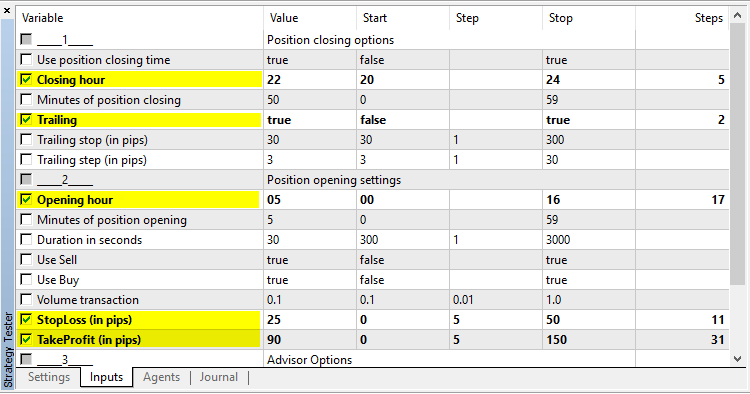 Variable Value Start Step Stop Steps
____1____ Position closing options
Use position closing time true false true
Closing hour 22 20 24 5
Minutes of position closing 50 0 59
Trailing true false true 2
Trailing stop (in pips) 30 30 1 300
Trailing step (in pips) 3 3 1 30
____2____ Position opening settings
Opening hour 05 00 16 17
Minutes of position opening 5 0 59
Duration in seconds 30 300 1 3000
Use Sell true false true
Use Buy true false true
Volume transaction 0.1 0.1 0.01 1.0
StopLoss (in pips) 25 0 5 50 11
TakeProfit (in pips) 90 0 5 150 31
____3____ Advisor Options
Settings Inputs Agents Journal
Strategy Tester